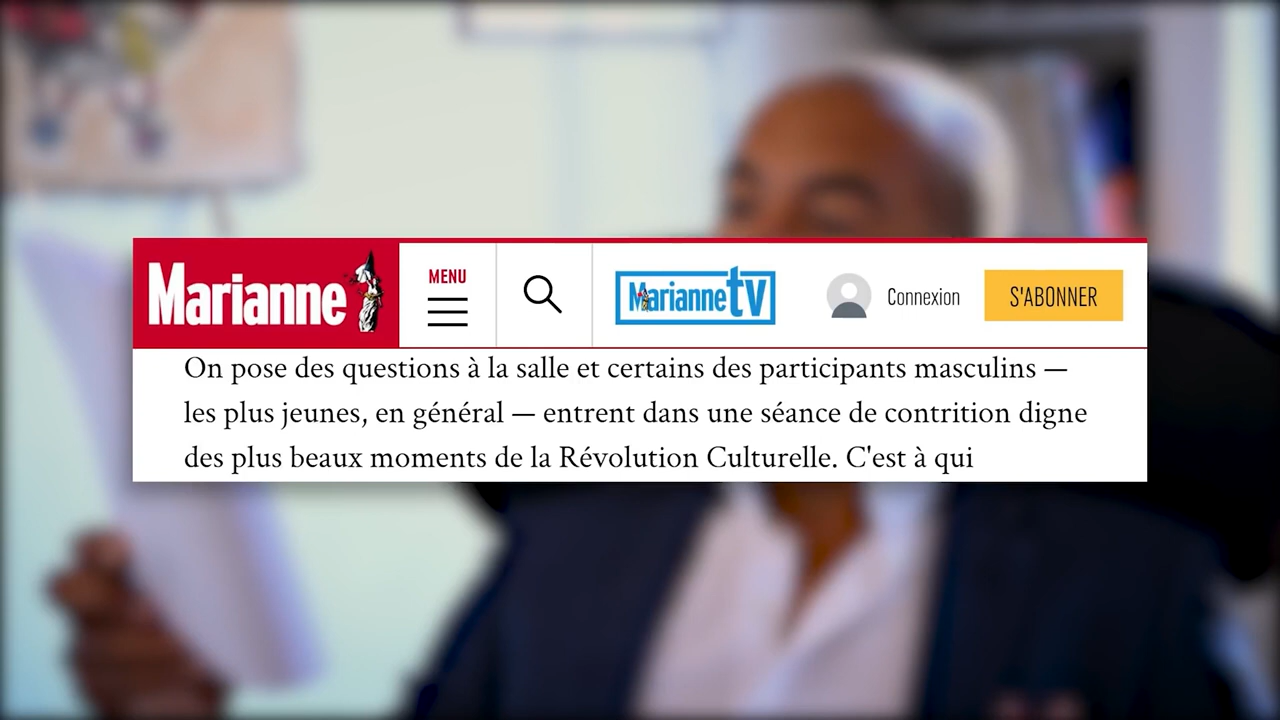 Marianne
MENU
MariannetV
Connexion
S'ABONNER
On pose des questions à la salle et certains des participants masculins —
les plus jeunes, en général — entrent dans une séance de contrition digne
des plus beaux moments de la Révolution Culturelle. C'est à qui